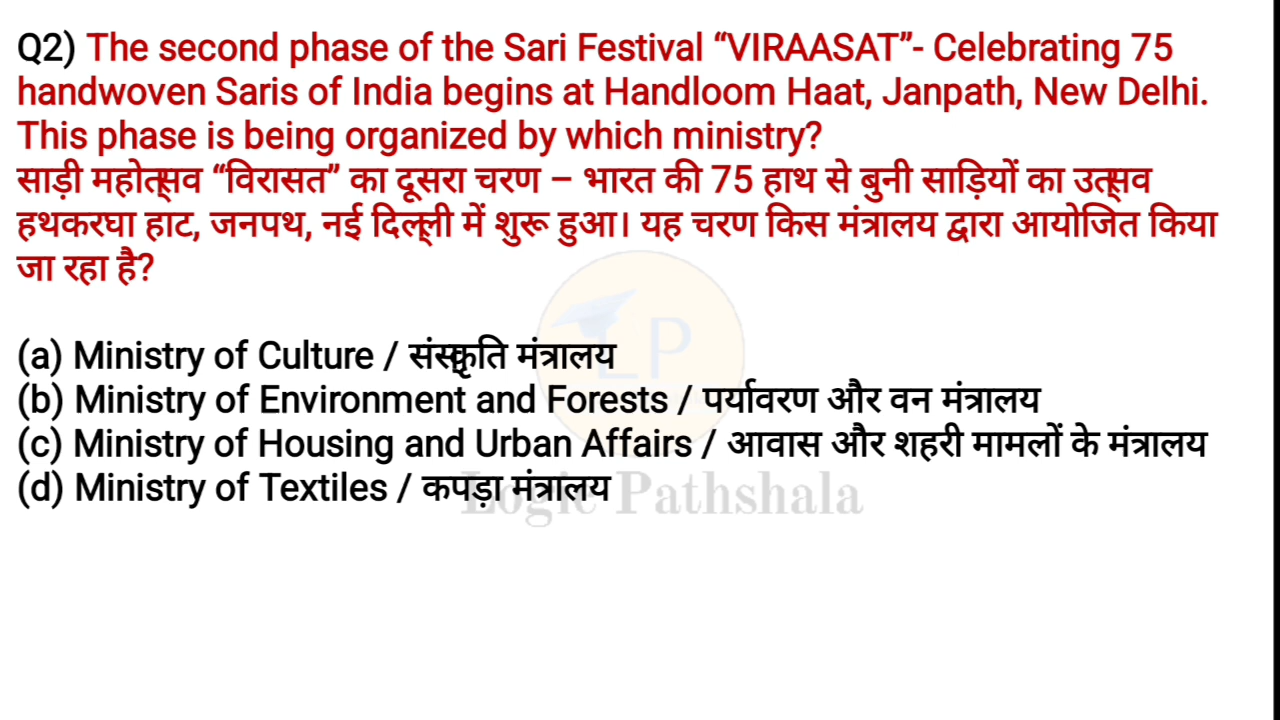 Q2) The second phase of the Sari Festival “VIRAASAT”- Celebrating 75
handwoven Saris of India begins at Handloom Haat, Janpath, New Delhi.
This phase is being organized by which ministry?
साड़ी महोत्सव “विरासत” का दूसरा चरण – भारत की 75 हाथ से बुनी साड़ियों का उत्सव
हथकरघा हाट, जनपथ, नई दिल्ली में शुरू हुआ। यह चरण किस मंत्रालय द्वारा आयोजित किया
जा रहा है?
LP
(a) Ministry of Culture / संस्कृति मंत्रालय
(b) Ministry of Environment and Forests / पर्यावरण और वन मंत्रालय
(c) Ministry of Housing and Urban Affairs / आवास और शहरी मामलों के मंत्रालय
(d) Ministry of Textiles / कपड़ा मंत्रालय
Logic Pathshala